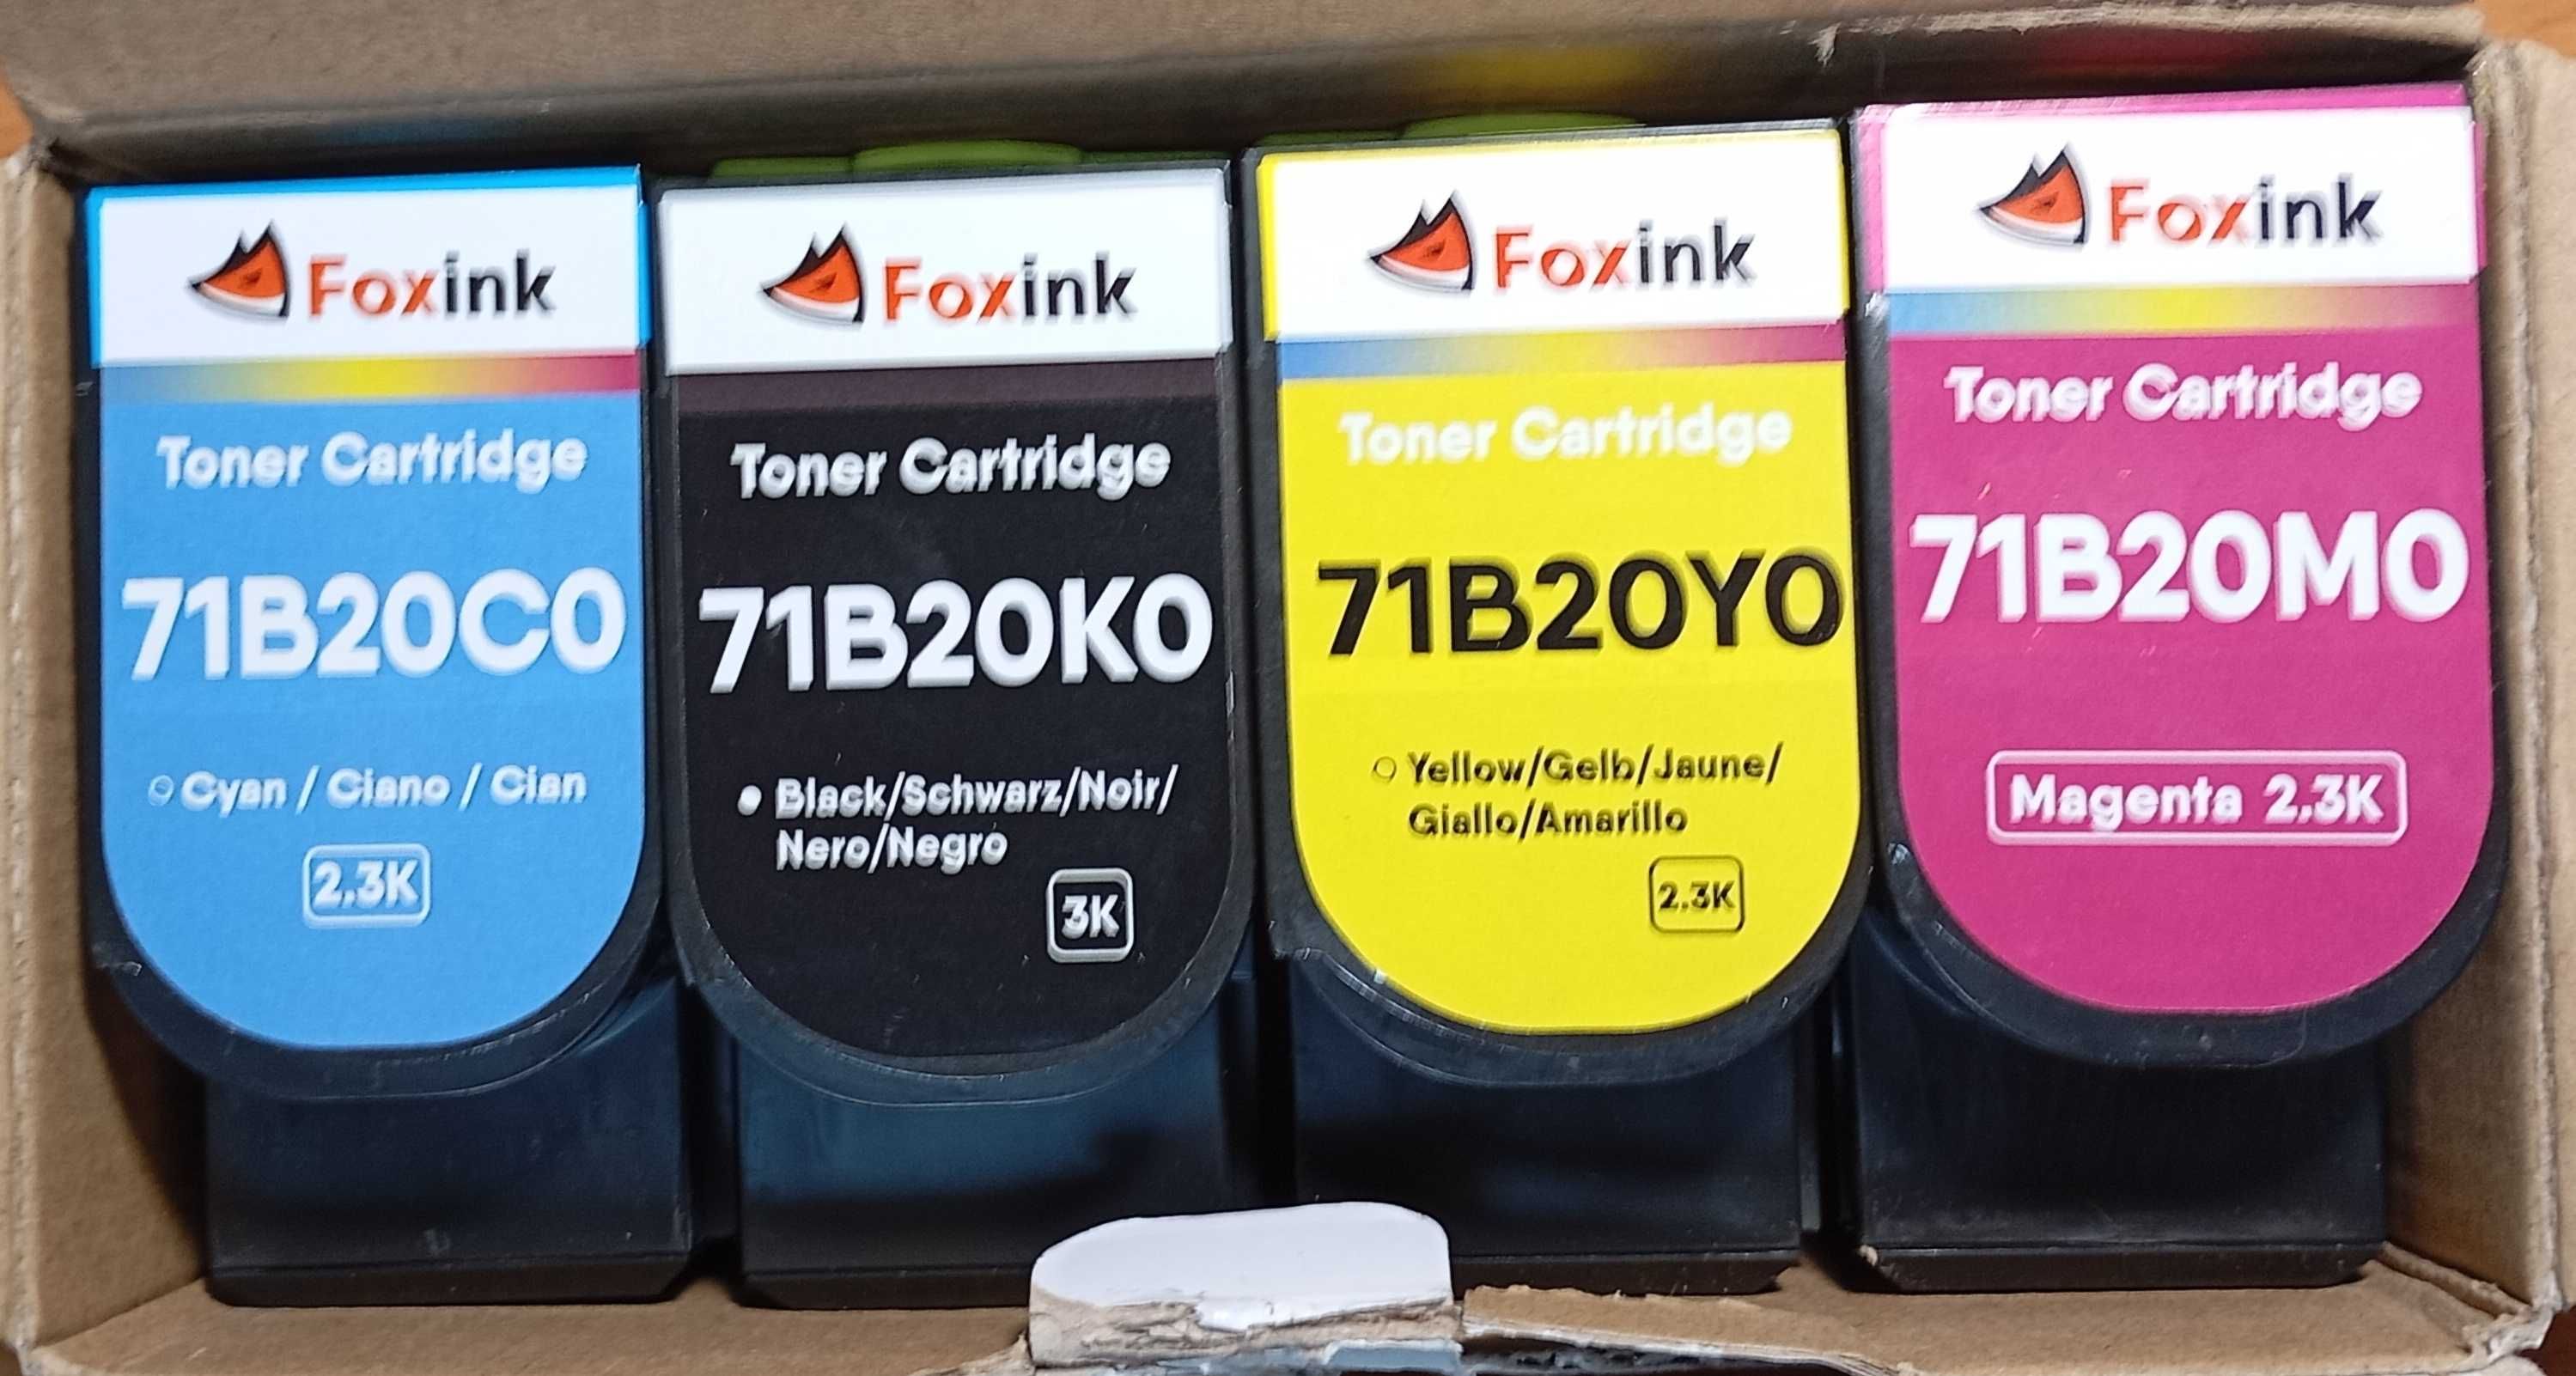 Foxink
Toner Cartridge
71B20C0
Cyan / Ciano / Cian
2.3K
Foxink
Toner Cartridge
71B20K0
Black/Schwarz/Noir/
Nero/Negro
3K
Foxink
Toner Cartridge
71B20Y0
Yellow/Gelb/Jaune/
Giallo/Amarillo
2.3K
Foxink
Toner Cartridge
71B20M0
Magenta 2.3K